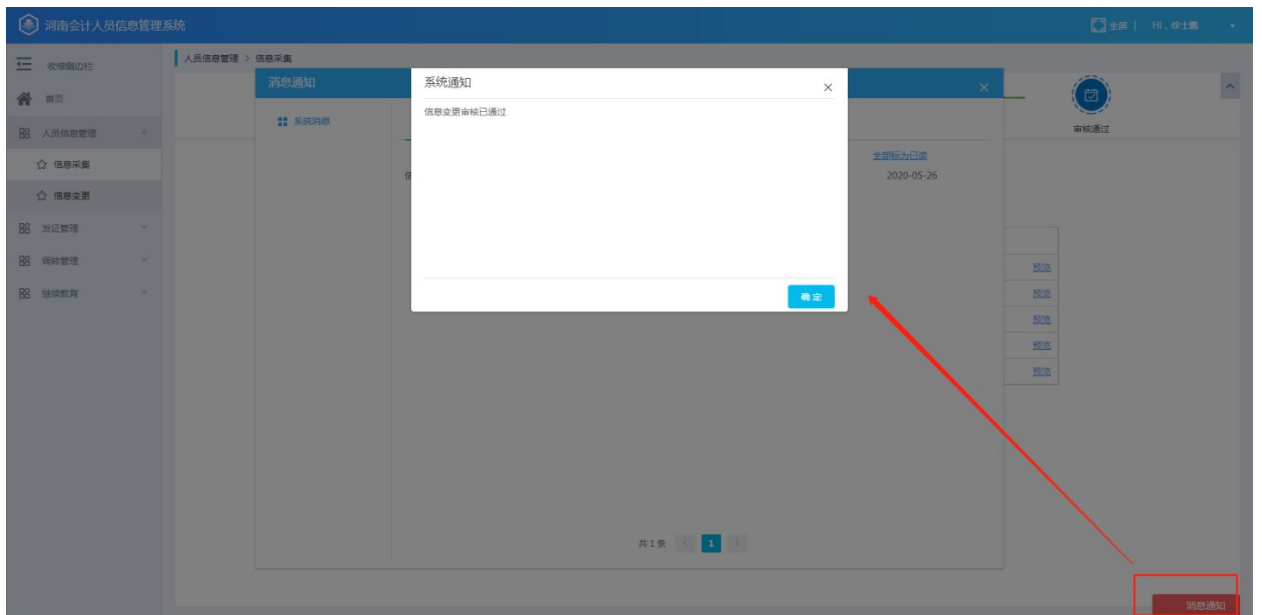 河南会计人员信息管理系统
全屏 | Hi，徐士鹏
收缩侧边栏
人员信息管理 > 信息采集
首页
人员信息管理
信息采集
信息变更
发证管理
调转管理
继续教育
消息通知
系统消息
系统通知
信息变更审核已通过
确定
审核通过
全部标为已读
2020-05-26
预览
预览
预览
预览
预览
共 1 条 < 1 >
消息通知